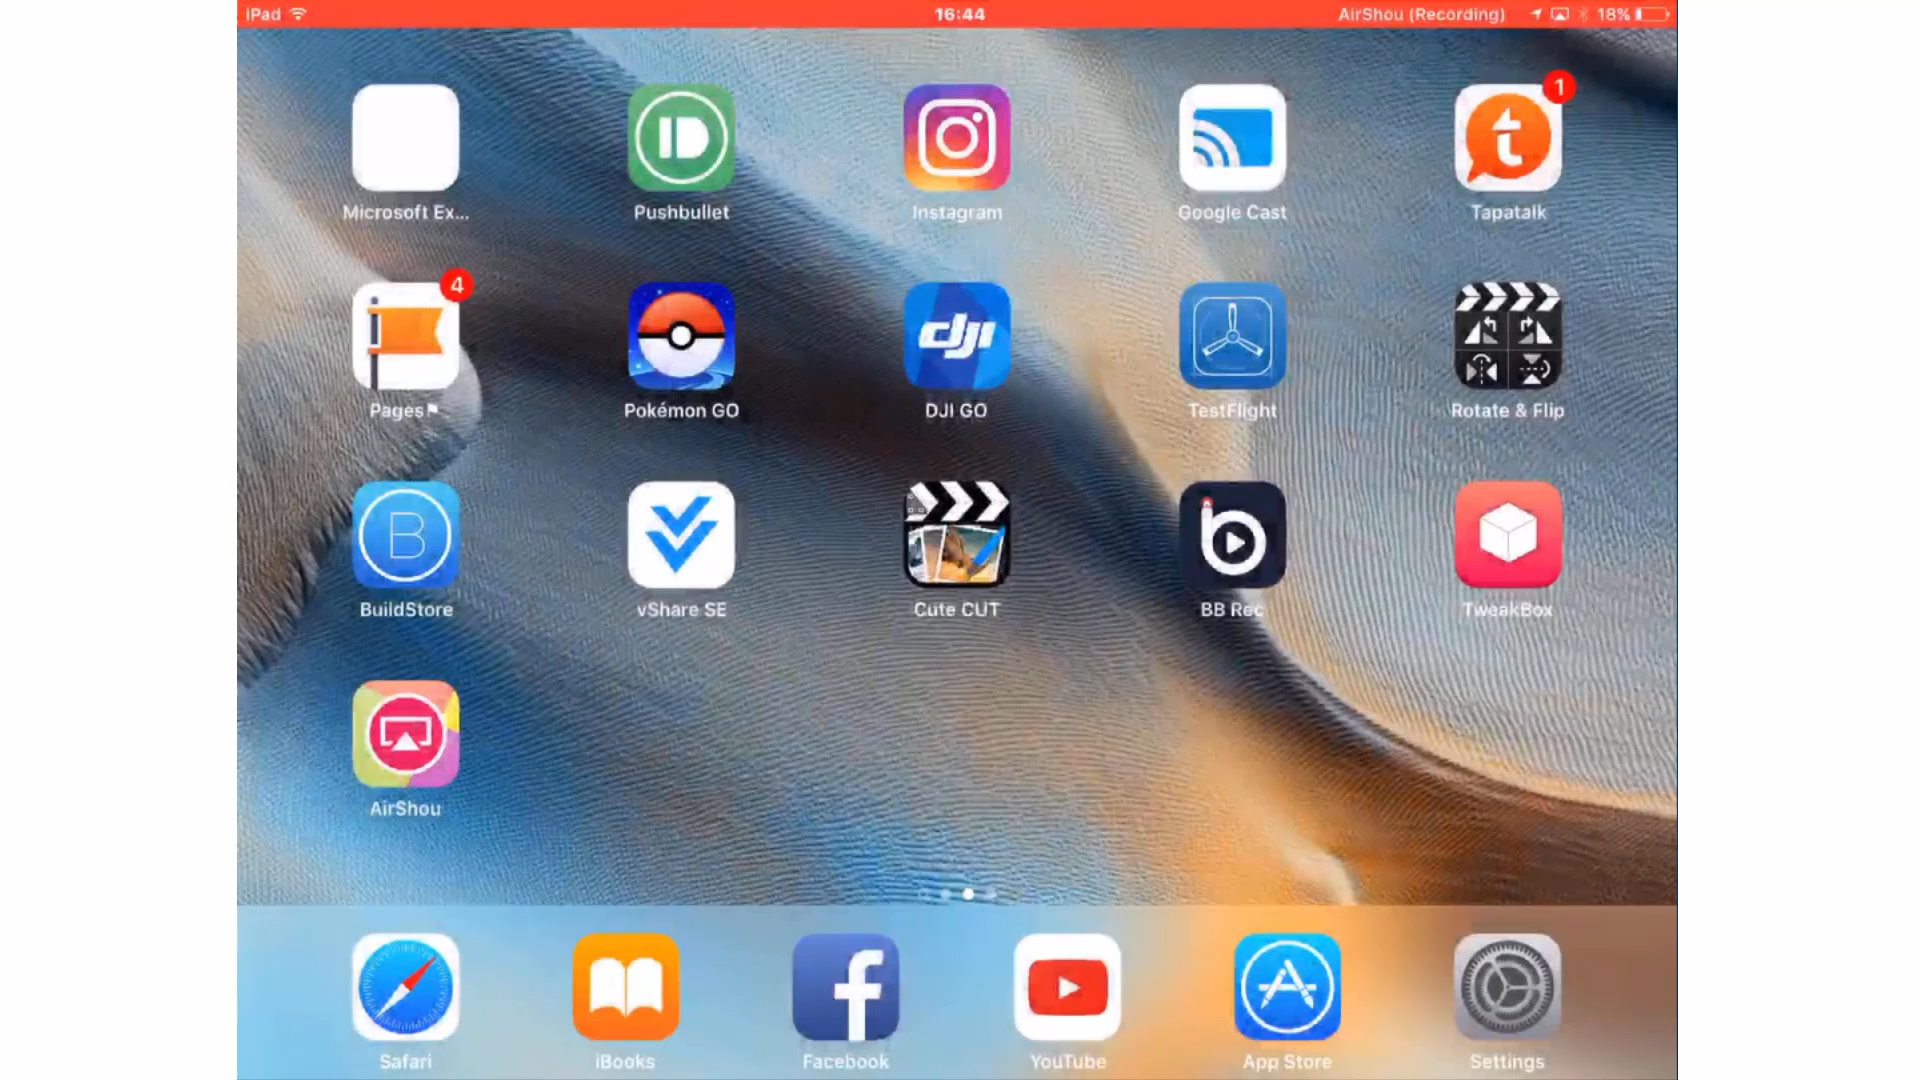 iPad 16:44 AirShou (Recording) 18%
1
Microsoft Ex... Pushbullet Instagram Google Cast Tapatalk
4
dji
Pages Pokémon GO DJI GO TestFlight Rotate & Flip
B
BuildStore vShare SE Cute CUT BB Rec TweakBox
AirShou
Safari iBooks Facebook YouTube App Store Settings